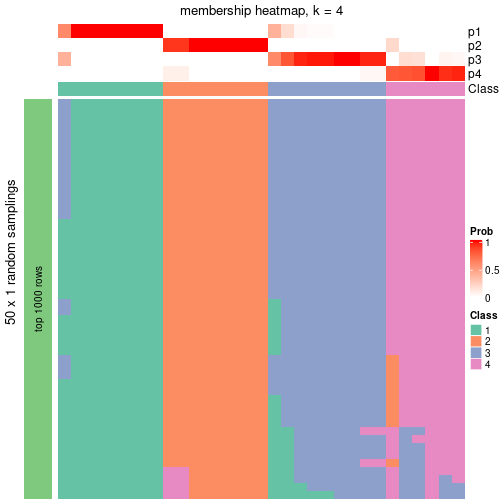 membership heatmap, k = 4
p1
p2
p3
p4
Class
50 x 1 random samplings
top 1000 rows
Prob
1
0.5
0
Class
1
2
3
4